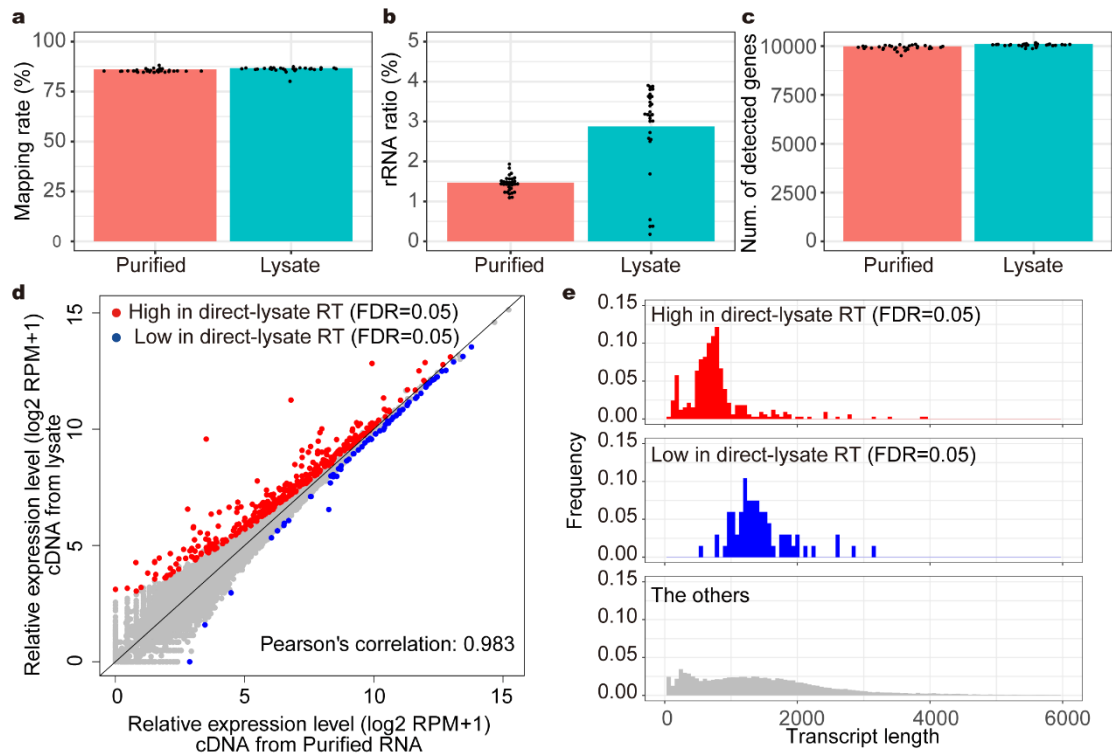 a
Mapping rate (%)
100
75
50
25
0
Purified
Lysate
b
rRNA ratio (%)
5
4
3
2
1
0
Purified
Lysate
c
Num. of detected genes
10000
7500
5000
2500
0
Purified
Lysate
d
High in direct-lysate RT (FDR=0.05)
Low in direct-lysate RT (FDR=0.05)
Relative expression level (log2 RPM+1)
cDNA from lysate
15
10
5
0
Pearson's correlation: 0.983
0
5
10
15
Relative expression level (log2 RPM+1)
cDNA from Purified RNA
e
Frequency
0.15
0.10
0.05
0.00
High in direct-lysate RT (FDR=0.05)
0.15
0.10
0.05
0.00
Low in direct-lysate RT (FDR=0.05)
0.15
0.10
0.05
0.00
The others
0
2000
4000
6000
Transcript length